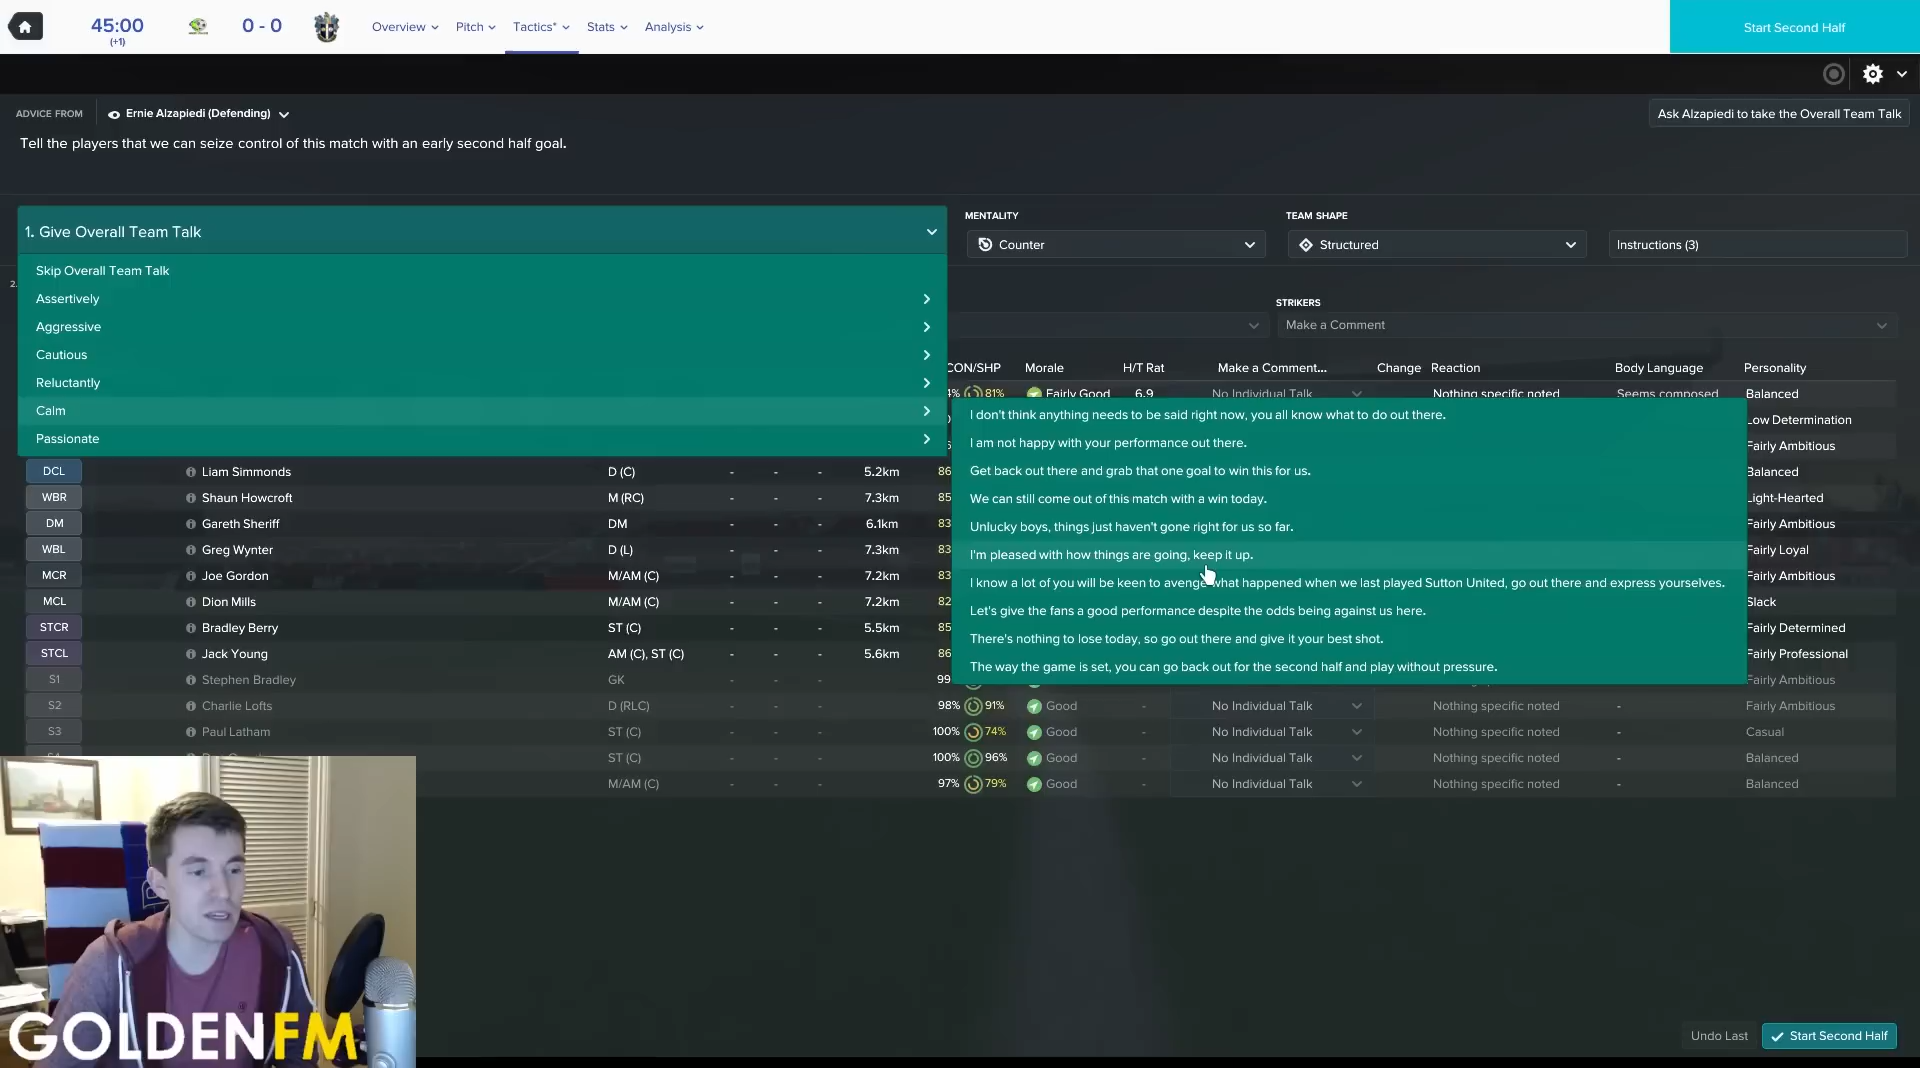 45:00
(+1)
0 - 0
Overview
Pitch
Tactics*
Stats
Analysis
Start Second Half
ADVICE FROM
Ernie Alzapiedi (Defending)
Ask Alzapiedi to take the Overall Team Talk
Tell the players that we can seize control of this match with an early second half goal.
1. Give Overall Team Talk
MENTALITY
Counter
TEAM SHAPE
Structured
Instructions (3)
Skip Overall Team Talk
2.
Assertively
Aggressive
Cautious
Reluctantly
Calm
Passionate
STRIKERS
Make a Comment
CON/SHP Morale H/T Rat Make a Comment... Change Reaction Body Language Personality
4% 81% Fairly Good 6.9 No Individual Talk Nothing specific noted Seems composed Balanced
I don't think anything needs to be said right now, you all know what to do out there.
I am not happy with your performance out there.
Get back out there and grab that one goal to win this for us.
We can still come out of this match with a win today.
Unlucky boys, things just haven't gone right for us so far.
I'm pleased with how things are going, keep it up.
I know a lot of you will be keen to avenge what happened when we last played Sutton United, go out there and express yourselves.
Let's give the fans a good performance despite the odds being against us here.
There's nothing to lose today, so go out there and give it your best shot.
The way the game is set, you can go back out for the second half and play without pressure.
Low Determination
Fairly Ambitious
DCL Liam Simmonds D (C) - - - 5.2km 86 Balanced
WBR Shaun Howcroft M (RC) - - - 7.3km 85 Light-Hearted
DM Gareth Sheriff DM - - - 6.1km 83 Fairly Ambitious
WBL Greg Wynter D (L) - - - 7.3km 83 Fairly Loyal
MCR Joe Gordon M/AM (C) - - - 7.2km 83 Fairly Ambitious
MCL Dion Mills M/AM (C) - - - 7.2km 82 Slack
STCR Bradley Berry ST (C) - - - 5.5km 85 Fairly Determined
STCL Jack Young AM (C), ST (C) - - - 5.6km 86 Fairly Professional
S1 Stephen Bradley GK - - - 99 Fairly Ambitious
S2 Charlie Lofts D (RLC) - - - 98% 91% Good - No Individual Talk Nothing specific noted - Fairly Ambitious
S3 Paul Latham ST (C) - - - 100% 74% Good - No Individual Talk Nothing specific noted - Casual
ST (C) - - - 100% 96% Good - No Individual Talk Nothing specific noted - Balanced
M/AM (C) - - - 97% 79% Good - No Individual Talk Nothing specific noted - Balanced
GOLDENFM
Undo Last
Start Second Half